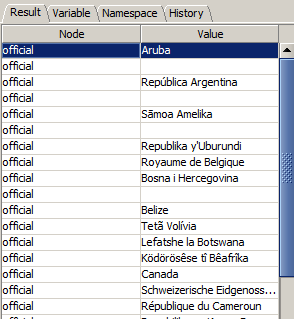 Result Variable Namespace History
Node Value
official Aruba
official
official República Argentina
official
official Sāmoa Amelika
official
official Republika y'Uburundi
official Royaume de Belgique
official Bosna i Hercegovina
official
official Belize
official Tetã Volívia
official Lefatshe la Botswana
official Ködörösêse tî Bêafrîka
official Canada
official Schweizerische Eidgenoss...
official République du Cameroun